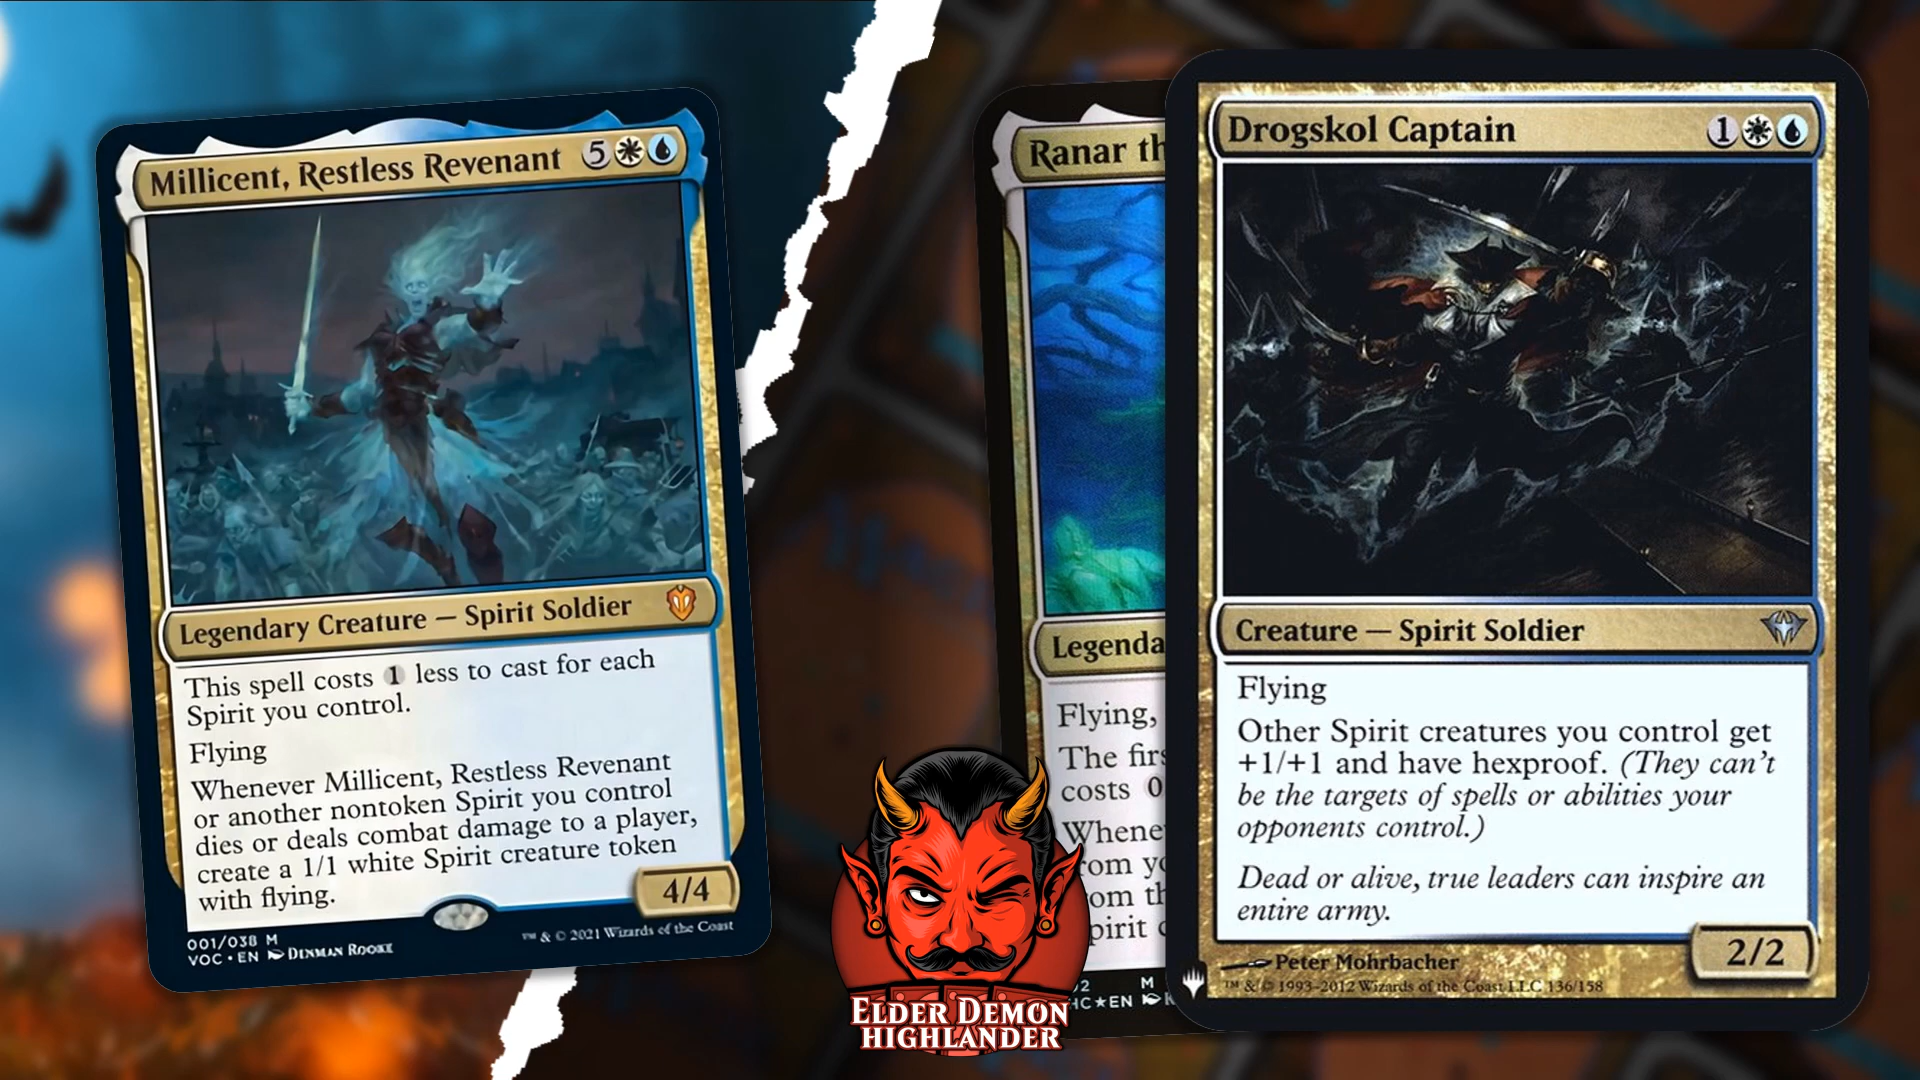 Millicent, Restless Revenant 5
Legendary Creature — Spirit Soldier
This spell costs 1 less to cast for each
Spirit you control.
Flying
Whenever Millicent, Restless Revenant
or another nontoken Spirit you control
dies or deals combat damage to a player,
create a 1/1 white Spirit creature token
with flying.
4/4
001/038 M
VOC • EN DINMAN ROOKE
™ & © 2021 Wizards of the Coast
Ranar th
Legenda
Flying,
The firs
costs 0
Whene
rom yo
om th
pirit c
M
HC★EN
Drogskol Captain 1
Creature — Spirit Soldier
Flying
Other Spirit creatures you control get
+1/+1 and have hexproof. (They can't
be the targets of spells or abilities your
opponents control.)
Dead or alive, true leaders can inspire an
entire army.
2/2
Peter Mohrbacher
™ & © 1993–2012 Wizards of the Coast LLC 136/158
ELDER DEMON
HIGHLANDER